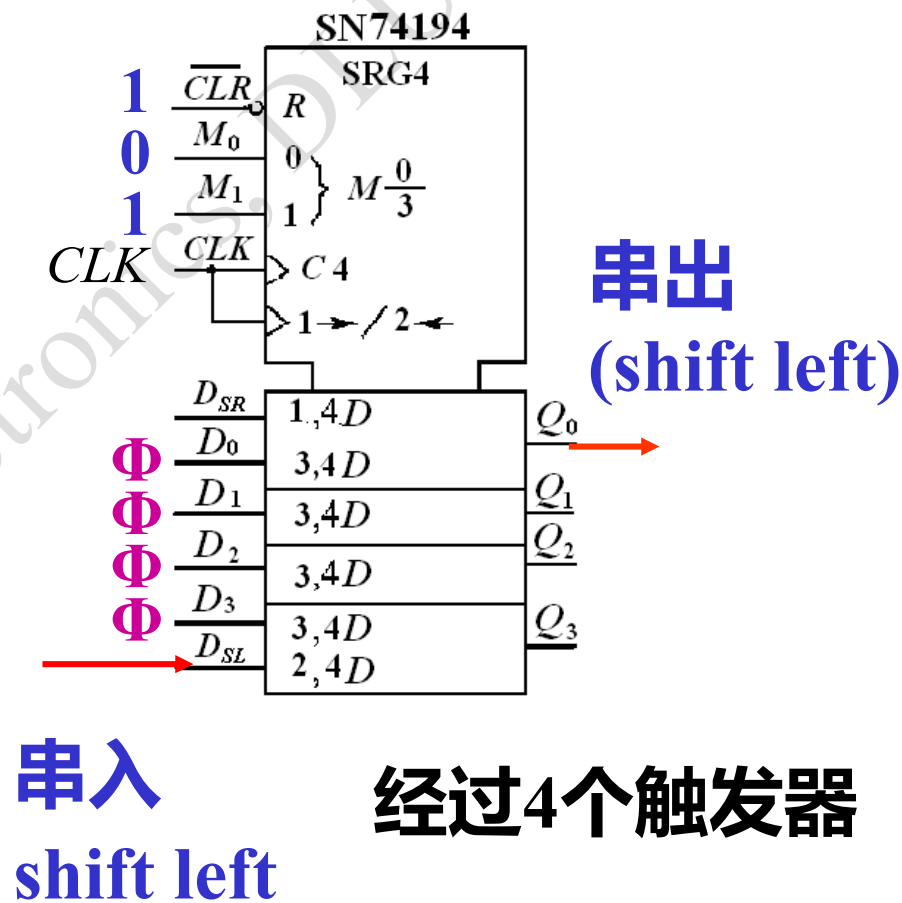 SN74194
SRG4
1 CLR R
0 M0 0
M 0/3
1 M1 1
CLK CLK C4
1→/2←
串出
(shift left)
DSR 1,4D Q0
Φ D0 3,4D
Φ D1 3,4D Q1
Φ D2 3,4D Q2
Φ D3 3,4D Q3
DSL 2,4D
串入
shift left
经过4个触发器